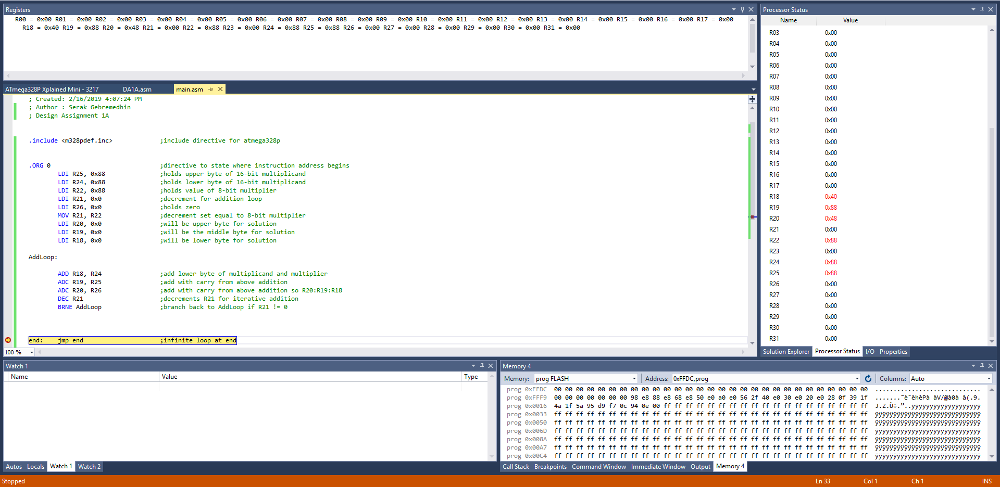 Registers
R00 = 0x00 R01 = 0x00 R02 = 0x00 R03 = 0x00 R04 = 0x00 R05 = 0x00 R06 = 0x00 R07 = 0x00 R08 = 0x00 R09 = 0x00 R10 = 0x00 R11 = 0x00 R12 = 0x00 R13 = 0x00 R14 = 0x00 R15 = 0x00 R16 = 0x00 R17 = 0x00
R18 = 0x40 R19 = 0x88 R20 = 0x48 R21 = 0x00 R22 = 0x88 R23 = 0x00 R24 = 0x88 R25 = 0x88 R26 = 0x00 R27 = 0x00 R28 = 0x00 R29 = 0x00 R30 = 0x00 R31 = 0x00
ATmega328P Xplained Mini - 3217 DA1A.asm main.asm
; Created: 2/16/2019 4:07:24 PM
; Author : Serak Gebremedhin
; Design Assignment 1A
.include <m328pdef.inc> ;include directive for atmega328p
.ORG 0 ;directive to state where instruction address begins
LDI R25, 0x88 ;holds upper byte of 16-bit multiplicand
LDI R24, 0x88 ;holds lower byte of 16-bit multiplicand
LDI R22, 0x88 ;holds value of 8-bit multiplier
LDI R21, 0x0 ;decrement for addition loop
LDI R26, 0x0 ;holds zero
MOV R21, R22 ;decrement set equal to 8-bit multiplier
LDI R20, 0x0 ;will be upper byte for solution
LDI R19, 0x0 ;will be the middle byte for solution
LDI R18, 0x0 ;will be lower byte for solution
AddLoop:
ADD R18, R24 ;add lower byte of multiplicand and multiplier
ADC R19, R25 ;add with carry from above addition
ADC R20, R26 ;add with carry from above addition so R20:R19:R18
DEC R21 ;decrements R21 for iterative addition
BRNE AddLoop ;branch back to AddLoop if R21 != 0
end: jmp end ;infinite loop at end
100 %
Processor Status
Name Value
R03 0x00
R04 0x00
R05 0x00
R06 0x00
R07 0x00
R08 0x00
R09 0x00
R10 0x00
R11 0x00
R12 0x00
R13 0x00
R14 0x00
R15 0x00
R16 0x00
R17 0x00
R18 0x40
R19 0x88
R20 0x48
R21 0x00
R22 0x88
R23 0x00
R24 0x88
R25 0x88
R26 0x00
R27 0x00
R28 0x00
R29 0x00
R30 0x00
R31 0x00
Solution Explorer Processor Status I/O Properties
Watch 1
Name Value Type
Autos Locals Watch 1 Watch 2
Memory 4
Memory: prog FLASH Address: 0xFFDC,prog Columns: Auto
prog 0xFFDC 00 00 00 00 00 00 00 00 00 00 00 00 00 00 00 00 00 00 00 00 00 00 00 00 00 00 00 00 00 .............................
prog 0xFFF9 00 00 00 00 00 00 00 98 e8 88 e8 68 e8 50 e0 a0 e0 56 2f 40 e0 30 e0 20 e0 28 0f 39 1f .......˜èˆèhèPà àV/@à0à à(.9.
prog 0x0016 4a 1f 5a 95 d9 f7 0c 94 0e 00 ff ff ff ff ff ff ff ff ff ff ff ff ff ff ff ff ff ff ff J.Z.Ù÷.”..ÿÿÿÿÿÿÿÿÿÿÿÿÿÿÿÿÿÿÿ
prog 0x0033 ff ff ff ff ff ff ff ff ff ff ff ff ff ff ff ff ff ff ff ff ff ff ff ff ff ff ff ff ff ÿÿÿÿÿÿÿÿÿÿÿÿÿÿÿÿÿÿÿÿÿÿÿÿÿÿÿÿÿ
prog 0x0050 ff ff ff ff ff ff ff ff ff ff ff ff ff ff ff ff ff ff ff ff ff ff ff ff ff ff ff ff ff ÿÿÿÿÿÿÿÿÿÿÿÿÿÿÿÿÿÿÿÿÿÿÿÿÿÿÿÿÿ
prog 0x006D ff ff ff ff ff ff ff ff ff ff ff ff ff ff ff ff ff ff ff ff ff ff ff ff ff ff ff ff ff ÿÿÿÿÿÿÿÿÿÿÿÿÿÿÿÿÿÿÿÿÿÿÿÿÿÿÿÿÿ
prog 0x008A ff ff ff ff ff ff ff ff ff ff ff ff ff ff ff ff ff ff ff ff ff ff ff ff ff ff ff ff ff ÿÿÿÿÿÿÿÿÿÿÿÿÿÿÿÿÿÿÿÿÿÿÿÿÿÿÿÿÿ
prog 0x00A7 ff ff ff ff ff ff ff ff ff ff ff ff ff ff ff ff ff ff ff ff ff ff ff ff ff ff ff ff ff ÿÿÿÿÿÿÿÿÿÿÿÿÿÿÿÿÿÿÿÿÿÿÿÿÿÿÿÿÿ
prog 0x00C4 ff ff ff ff ff ff ff ff ff ff ff ff ff ff ff ff ff ff ff ff ff ff ff ff ff ff ff ff ff ÿÿÿÿÿÿÿÿÿÿÿÿÿÿÿÿÿÿÿÿÿÿÿÿÿÿÿÿÿ
Call Stack Breakpoints Command Window Immediate Window Output Memory 4
Stopped Ln 33 Col 1 Ch 1 INS